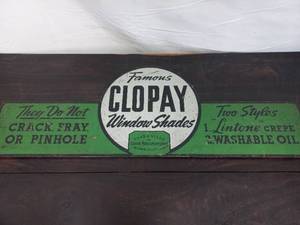 Famous
CLOPAY
Window Shades
They Do Not
CRACK, FRAY
OR PINHOLE
Two Styles
1. Lintone CREPE
2. WASHABLE OIL